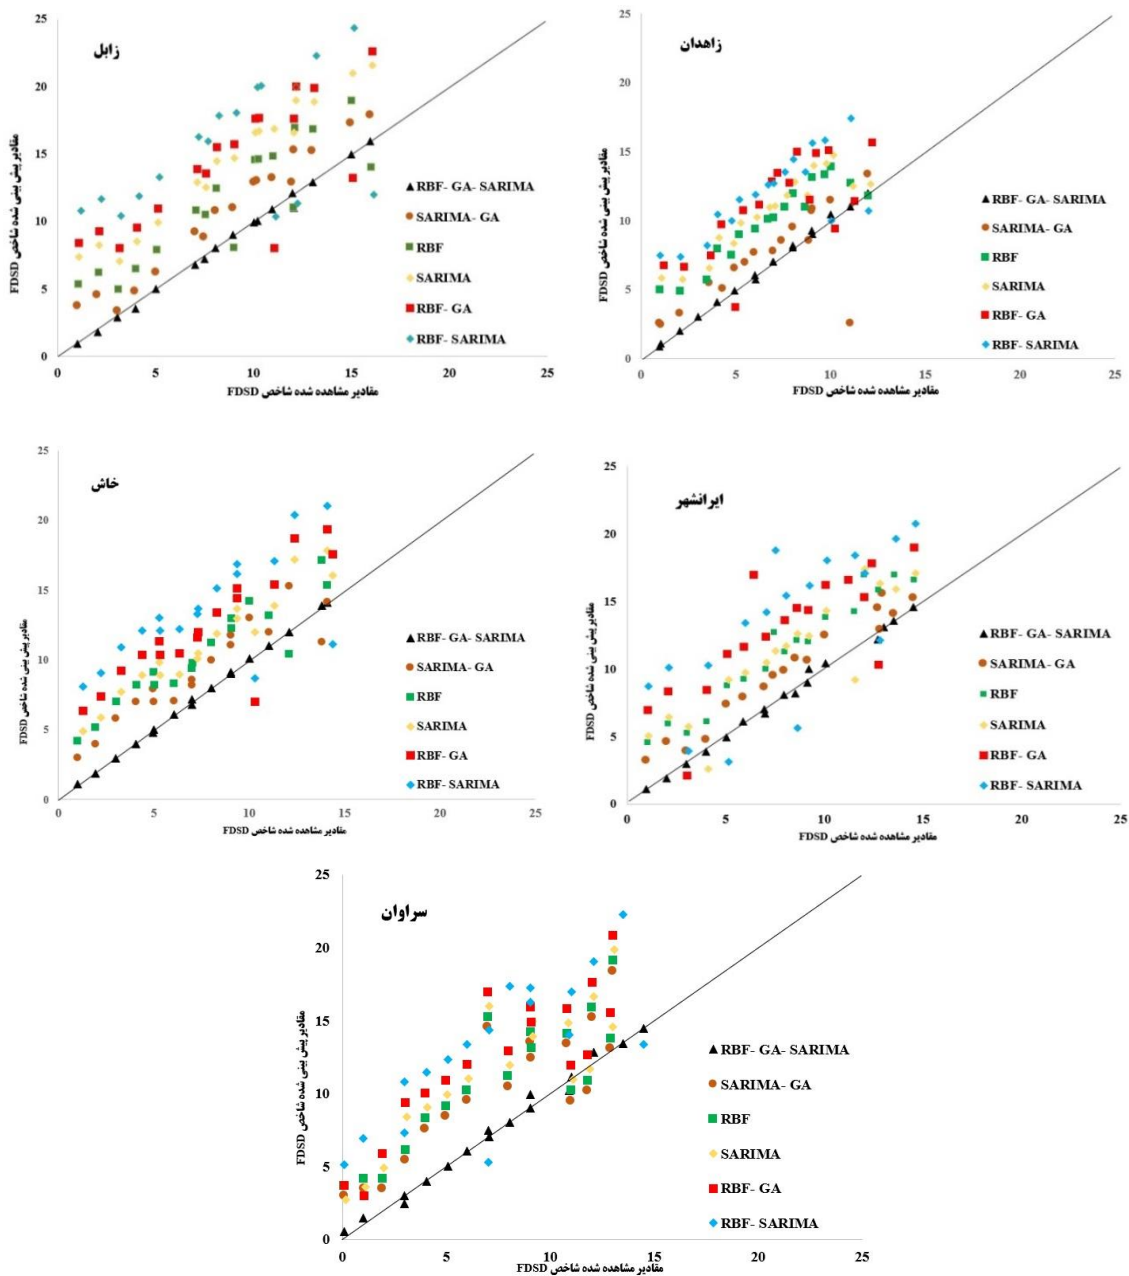 زابل
25
20
15
10
5
0
0
5
10
15
20
25
مقادیر پیش بینی شده شاخص FDSD
مقادیر مشاهده شده شاخص FDSD
RBF- GA- SARIMA
SARIMA- GA
RBF
SARIMA
RBF- GA
RBF- SARIMA
زاهدان
25
20
15
10
5
0
0
5
10
15
20
25
مقادیر پیش بینی شده شاخص FDSD
مقادیر مشاهده شده شاخص FDSD
RBF- GA- SARIMA
SARIMA- GA
RBF
SARIMA
RBF- GA
RBF- SARIMA
خاش
25
20
15
10
5
0
0
5
10
15
20
25
مقادیر پیش بینی شده شاخص FDSD
مقادیر مشاهده شده شاخص FDSD
RBF- GA- SARIMA
SARIMA- GA
RBF
SARIMA
RBF- GA
RBF- SARIMA
ایرانشهر
25
20
15
10
5
0
0
5
10
15
20
25
مقادیر پیش بینی شده شاخص FDSD
مقادیر مشاهده شده شاخص FDSD
RBF- GA- SARIMA
SARIMA- GA
RBF
SARIMA
RBF- GA
RBF- SARIMA
سراوان
25
20
15
10
5
0
0
5
10
15
20
25
مقادیر پیش بینی شده شاخص FDSD
مقادیر مشاهده شده شاخص FDSD
RBF- GA- SARIMA
SARIMA- GA
RBF
SARIMA
RBF- GA
RBF- SARIMA